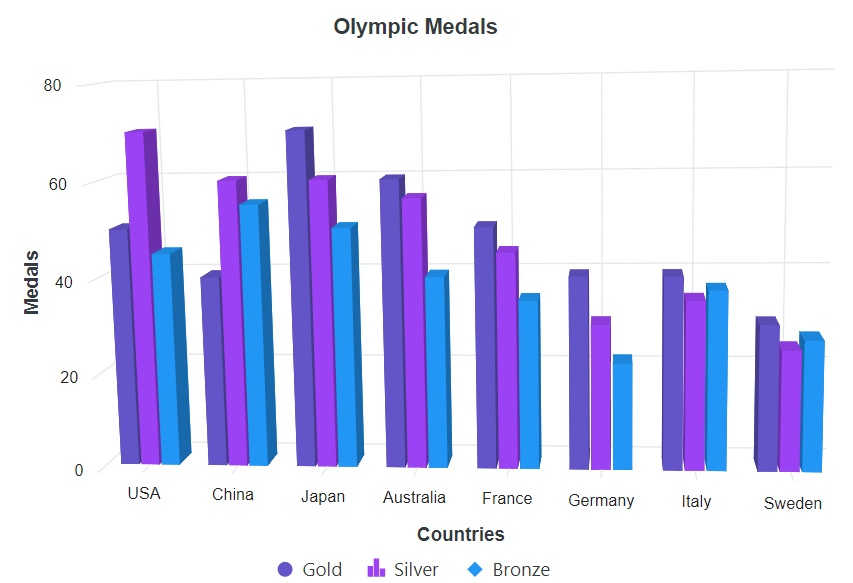 Olympic Medals
80
60
40
20
0
Medals
USA China Japan Australia France Germany Italy Sweden
Countries
Gold Silver Bronze